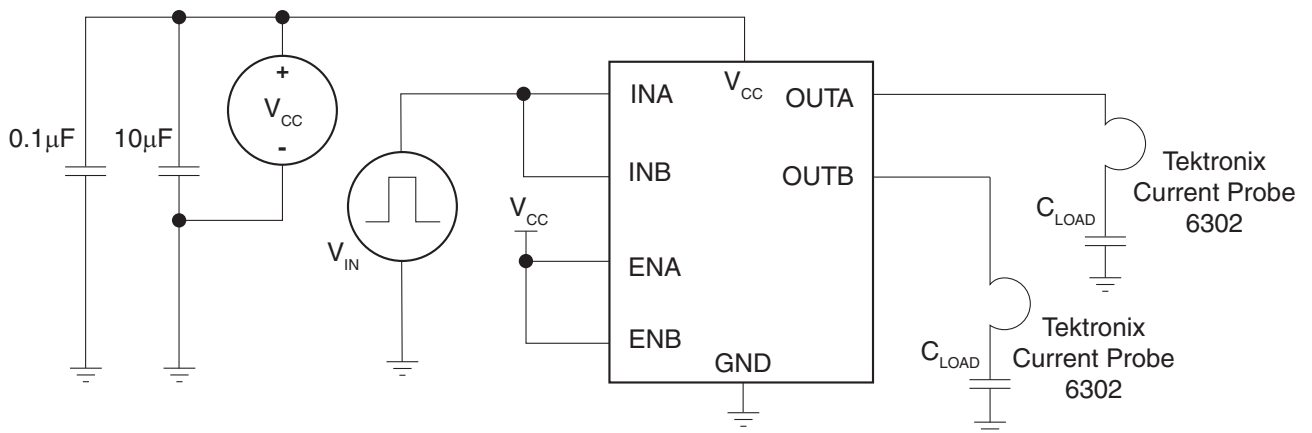 0.1μF
10μF
+
V_CC
-
V_IN
V_CC
INA
INB
ENA
ENB
V_CC
GND
OUTA
OUTB
C_LOAD
Tektronix
Current Probe
6302
C_LOAD
Tektronix
Current Probe
6302